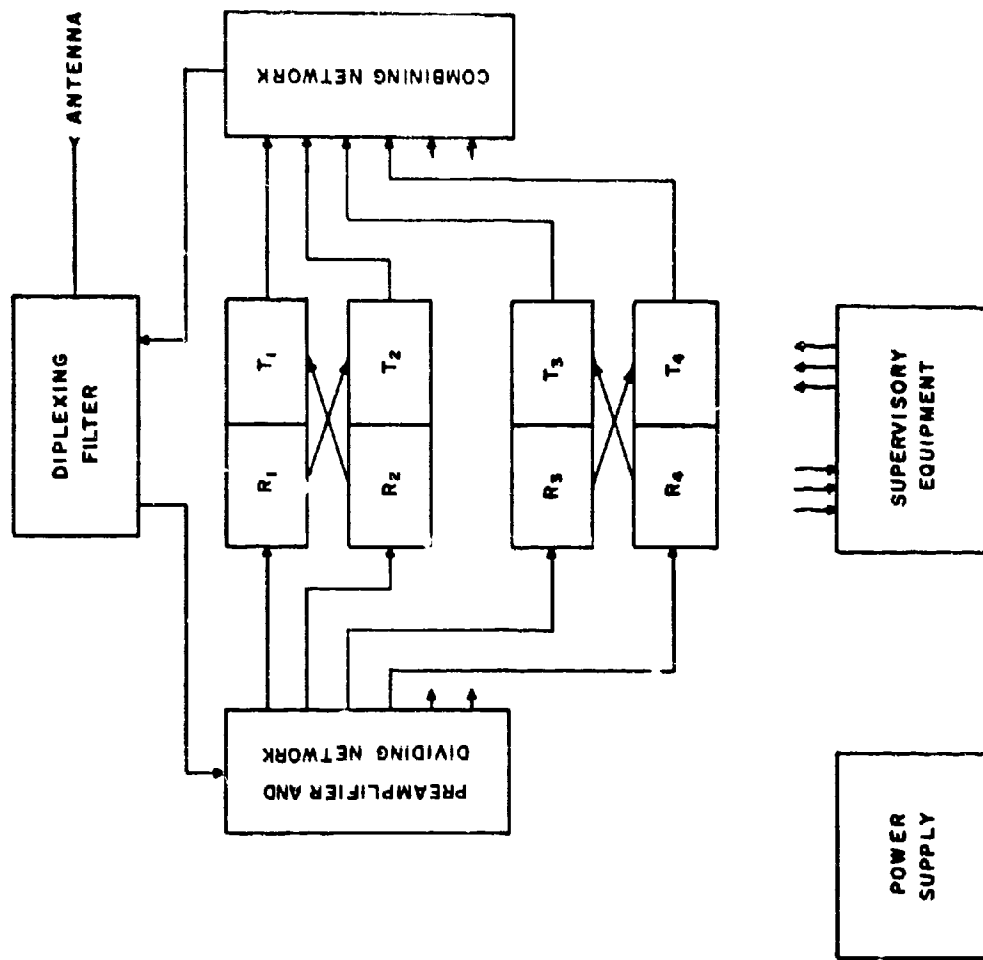 ANTENNA
DIPLEXING
FILTER
COMBINING NETWORK
R₁
T₁
R₂
T₂
R₃
T₃
R₄
T₄
PREAMPLIFIER AND
DIVIDING NETWORK
SUPERVISORY
EQUIPMENT
POWER
SUPPLY